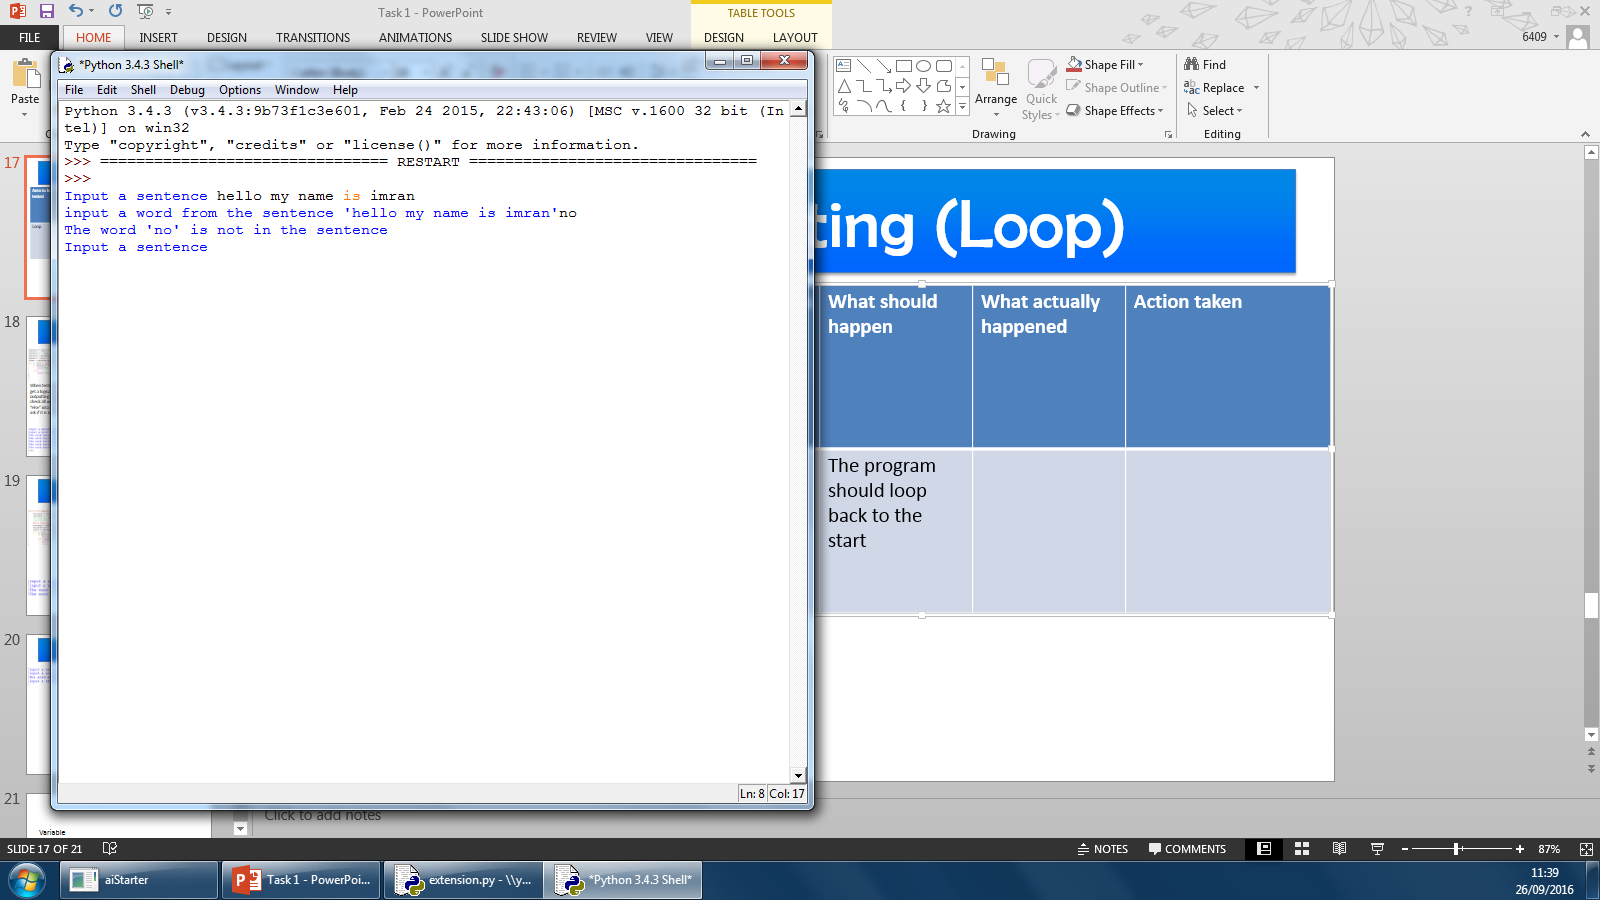 Task 1 - PowerPoint
TABLE TOOLS
FILE
HOME
INSERT
DESIGN
TRANSITIONS
ANIMATIONS
SLIDE SHOW
REVIEW
VIEW
DESIGN
LAYOUT
6409
Paste
Arrange
Quick
Styles
Shape Fill
Shape Outline
Shape Effects
Drawing
Find
Replace
Select
Editing
*Python 3.4.3 Shell*
File Edit Shell Debug Options Window Help
Python 3.4.3 (v3.4.3:9b73f1c3e601, Feb 24 2015, 22:43:06) [MSC v.1600 32 bit (In
tel)] on win32
Type "copyright", "credits" or "license()" for more information.
>>> ================================ RESTART ================================
>>>
Input a sentence hello my name is imran
input a word from the sentence 'hello my name is imran'no
The word 'no' is not in the sentence
Input a sentence
Ln: 8 Col: 17
17
18
19
20
21
Variable
ting (Loop)
What should
happen
What actually
happened
Action taken
The program
should loop
back to the
start
Click to add notes
SLIDE 17 OF 21
NOTES
COMMENTS
87%
aiStarter
Task 1 - PowerPoi...
extension.py - \\y...
*Python 3.4.3 Shell*
11:39
26/09/2016